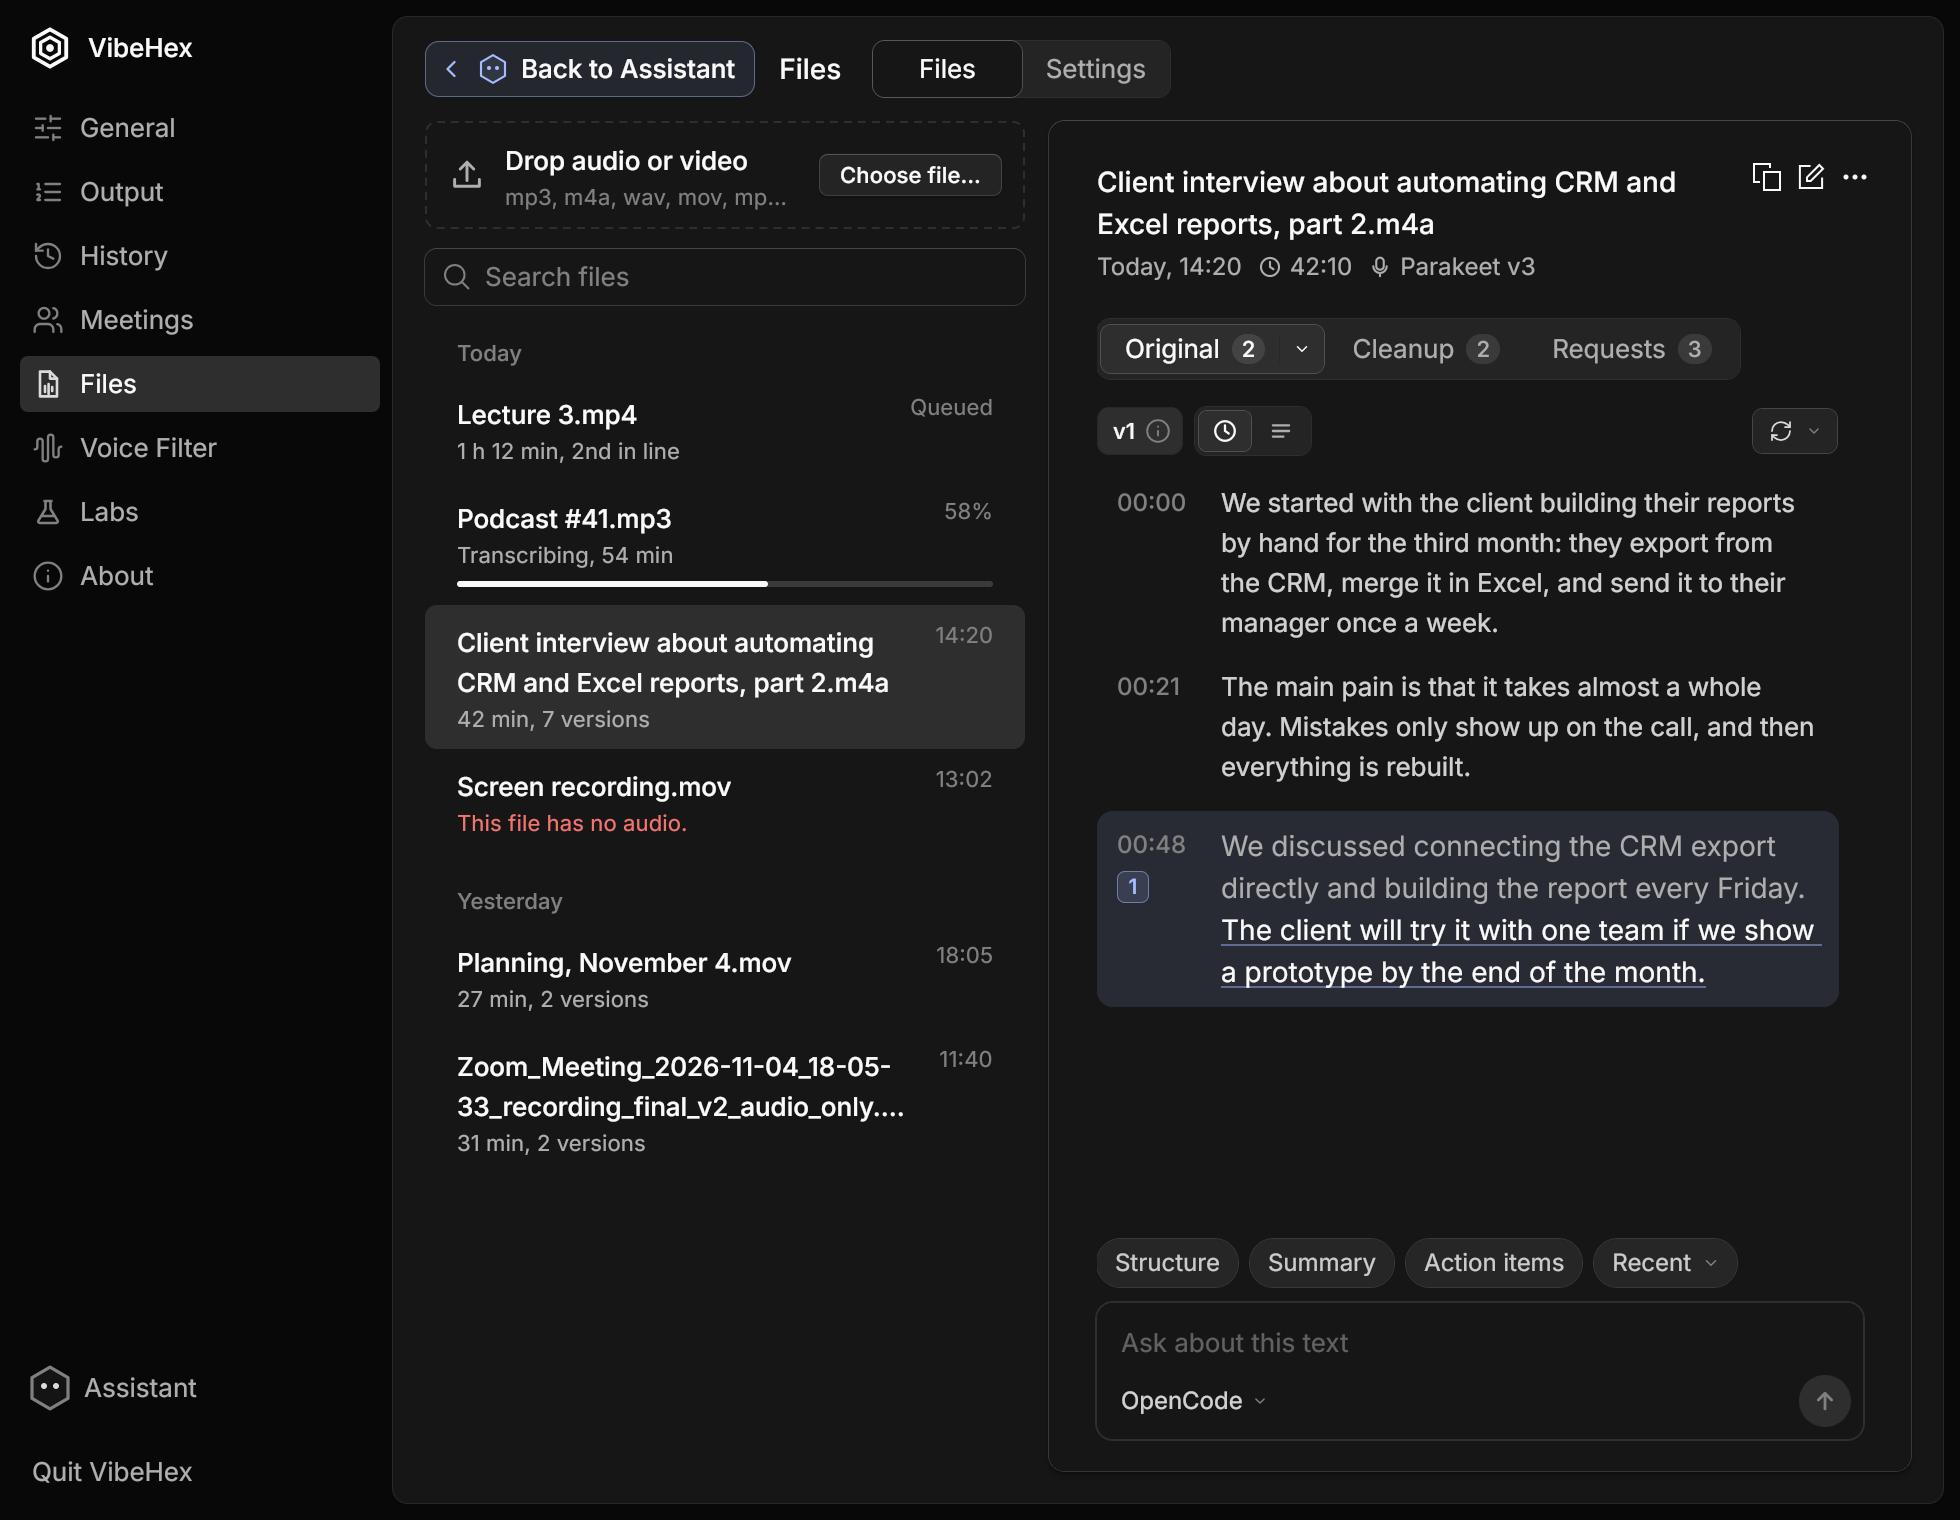 VibeHex
General
Output
History
Meetings
Files
Voice Filter
Labs
About
Assistant
Quit VibeHex
Back to Assistant
Files
Files
Settings
Drop audio or video
mp3, m4a, wav, mov, mp...
Choose file...
Search files
Today
Lecture 3.mp4
Queued
1 h 12 min, 2nd in line
Podcast #41.mp3
58%
Transcribing, 54 min
Client interview about automating
14:20
CRM and Excel reports, part 2.m4a
42 min, 7 versions
Screen recording.mov
13:02
This file has no audio.
Yesterday
Planning, November 4.mov
18:05
27 min, 2 versions
Zoom_Meeting_2026-11-04_18-05-
11:40
33_recording_final_v2_audio_only....
31 min, 2 versions
Client interview about automating CRM and
Excel reports, part 2.m4a
Today, 14:20 42:10 Parakeet v3
Original 2
Cleanup 2
Requests 3
v1
00:00
We started with the client building their reports
by hand for the third month: they export from
the CRM, merge it in Excel, and send it to their
manager once a week.
00:21
The main pain is that it takes almost a whole
day. Mistakes only show up on the call, and then
everything is rebuilt.
00:48
1
We discussed connecting the CRM export
directly and building the report every Friday.
The client will try it with one team if we show
a prototype by the end of the month.
Structure
Summary
Action items
Recent
Ask about this text
OpenCode